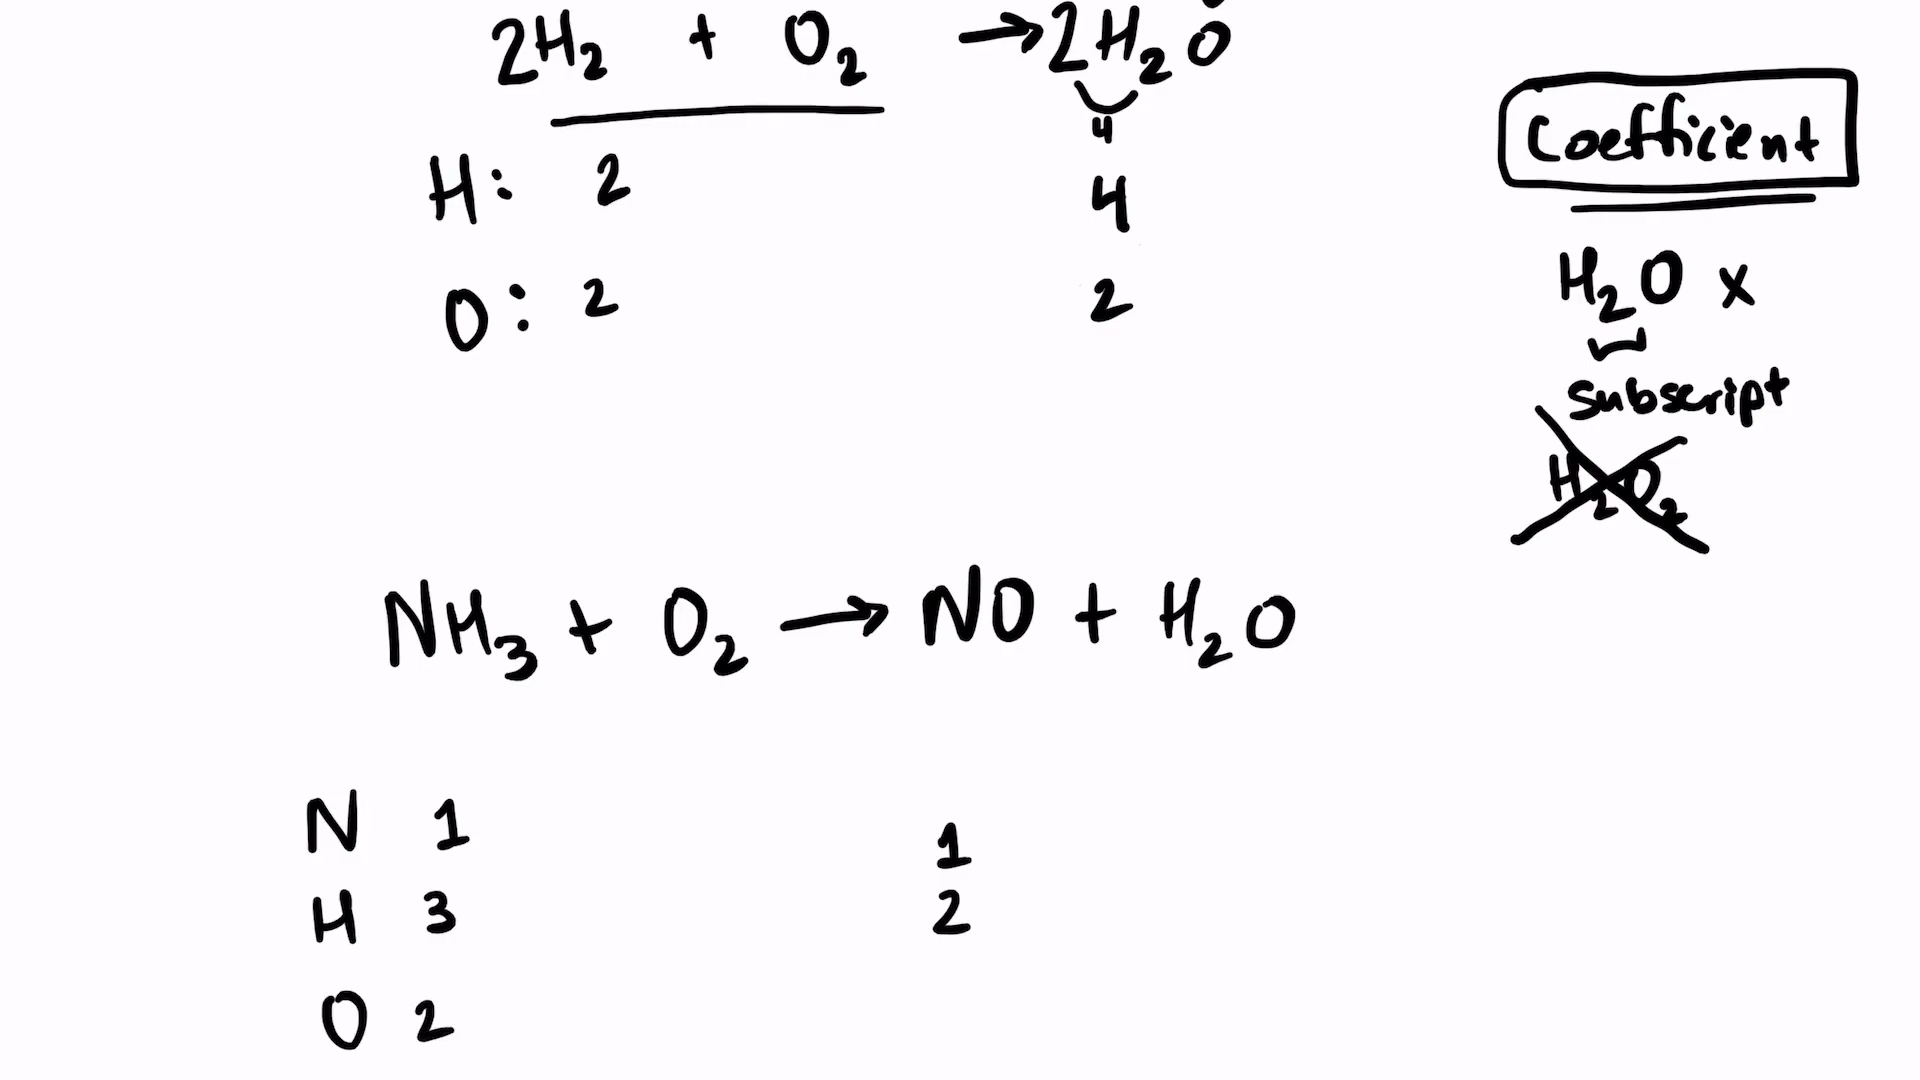 2H₂ + O₂ → 2H₂O
4
H: 2 4
O: 2 2
Coefficient
H₂O x
subscript
H₂O₂
NH₃ + O₂ → NO + H₂O
N 1 1
H 3 2
O 2